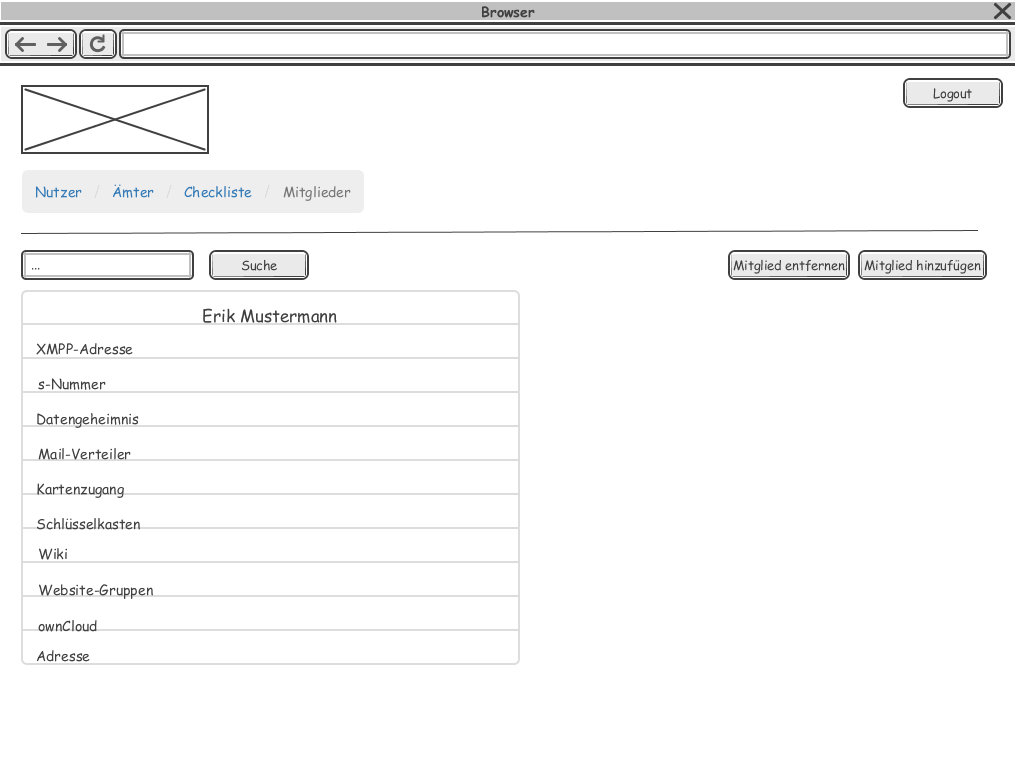 Browser
Logout
Nutzer / Ämter / Checkliste / Mitglieder
... Suche Mitglied entfernen Mitglied hinzufügen
Erik Mustermann
XMPP-Adresse
s-Nummer
Datengeheimnis
Mail-Verteiler
Kartenzugang
Schlüsselkasten
Wiki
Website-Gruppen
ownCloud
Adresse